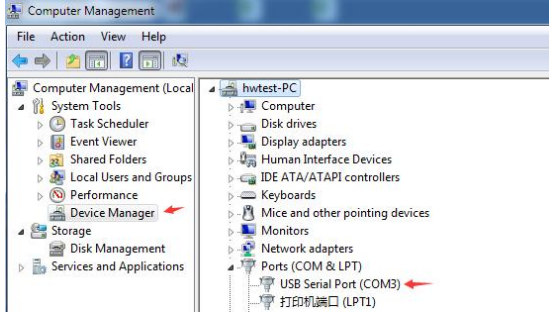 Computer Management
File Action View Help
Computer Management (Local
System Tools
Task Scheduler
Event Viewer
Shared Folders
Local Users and Groups
Performance
Device Manager
Storage
Disk Management
Services and Applications
hwtest-PC
Computer
Disk drives
Display adapters
Human Interface Devices
IDE ATA/ATAPI controllers
Keyboards
Mice and other pointing devices
Monitors
Network adapters
Ports (COM & LPT)
USB Serial Port (COM3)
打印机端口 (LPT1)